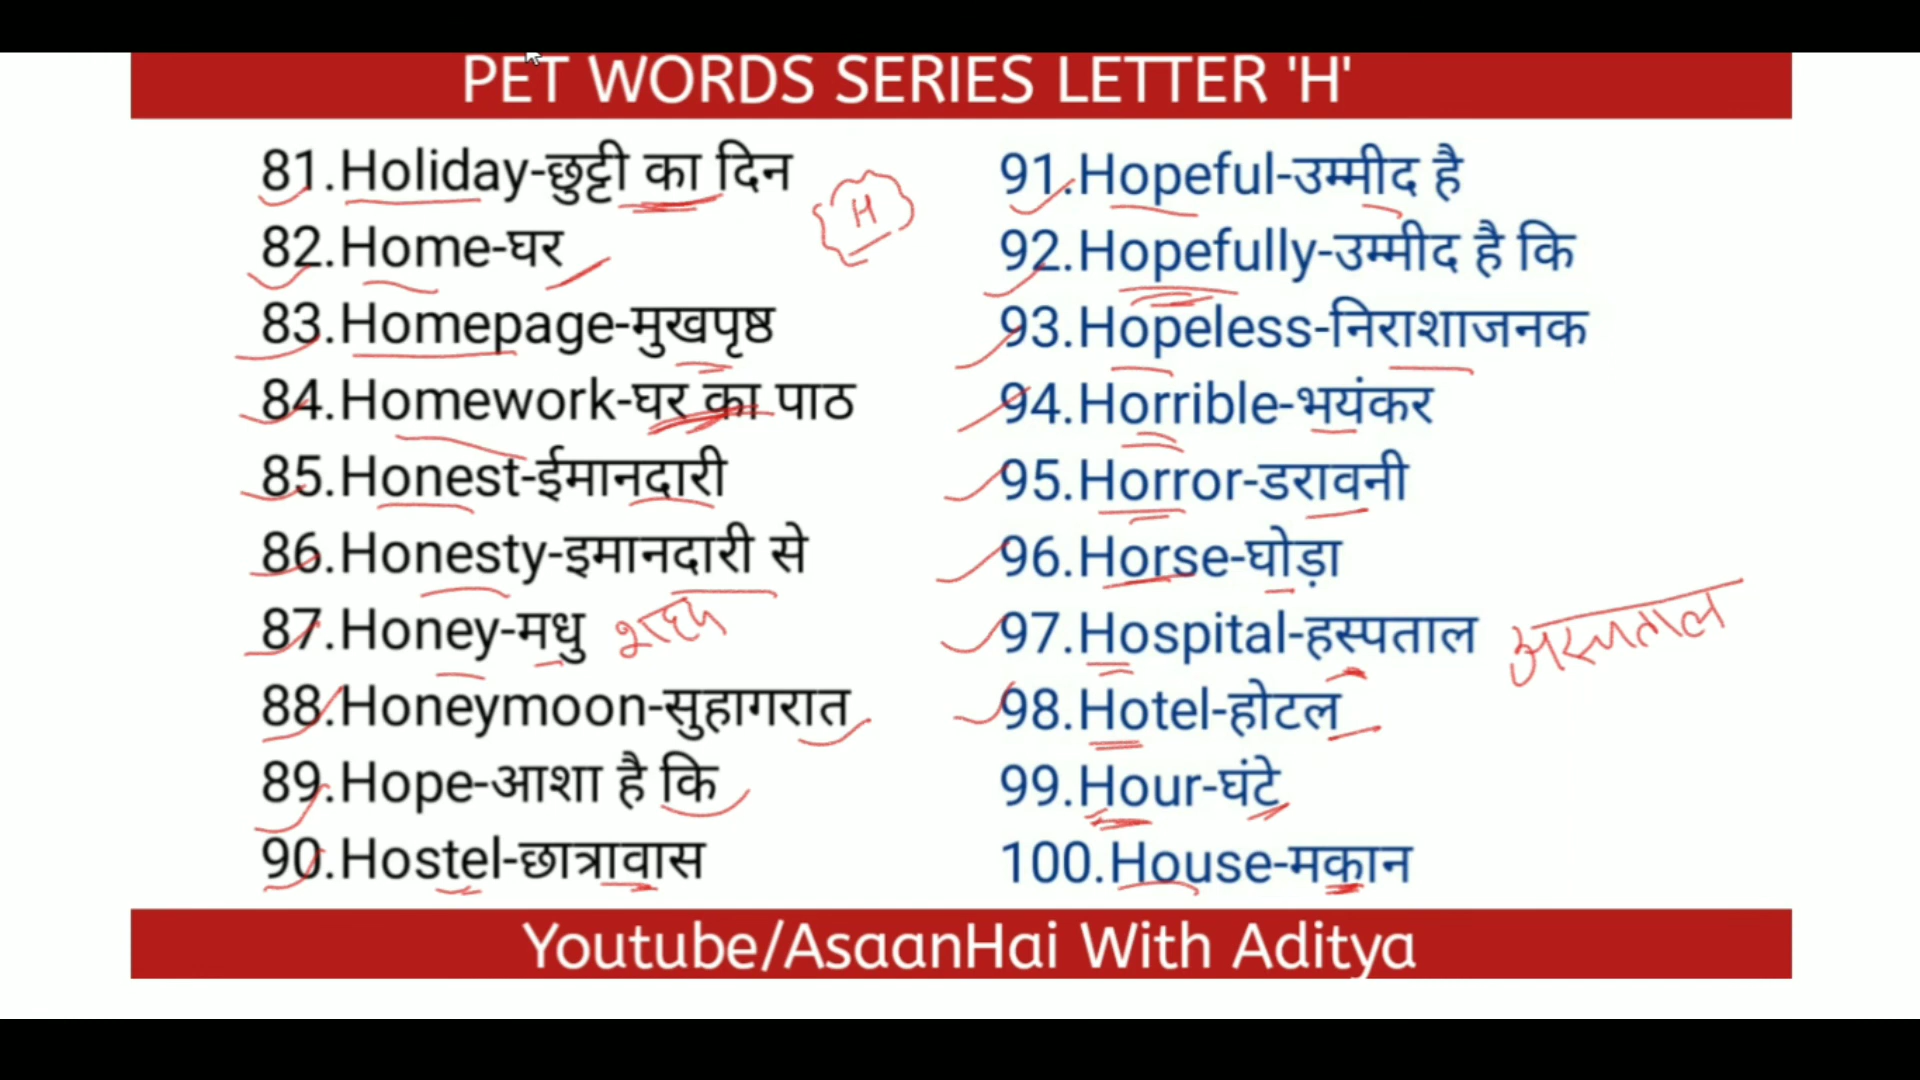 PET WORDS SERIES LETTER 'H'
81.Holiday-छुट्टी का दिन
82.Home-घर
83.Homepage-मुखपृष्ठ
84.Homework-घर का पाठ
85.Honest-ईमानदारी
86.Honesty-इमानदारी से
87.Honey-मधु
88.Honeymoon-सुहागरात
89.Hope-आशा है कि
90.Hostel-छात्रावास
H
91.Hopeful-उम्मीद है
92.Hopefully-उम्मीद है कि
93.Hopeless-निराशाजनक
94.Horrible-भयंकर
95.Horror-डरावनी
96.Horse-घोड़ा
97.Hospital-हस्पताल अस्पताल
98.Hotel-होटल
99.Hour-घंटे
100.House-मकान
Youtube/AsaanHai With Aditya